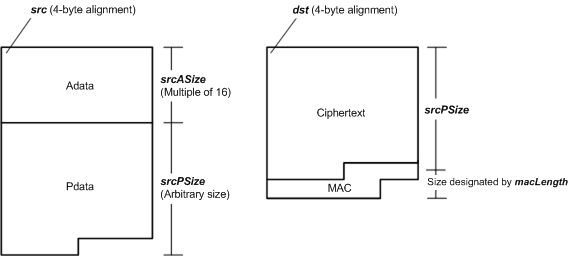 src (4-byte alignment)
Adata
srcASize
(Multiple of 16)
Pdata
srcPSize
(Arbitrary size)
dst (4-byte alignment)
Ciphertext
srcPSize
MAC
Size designated by macLength